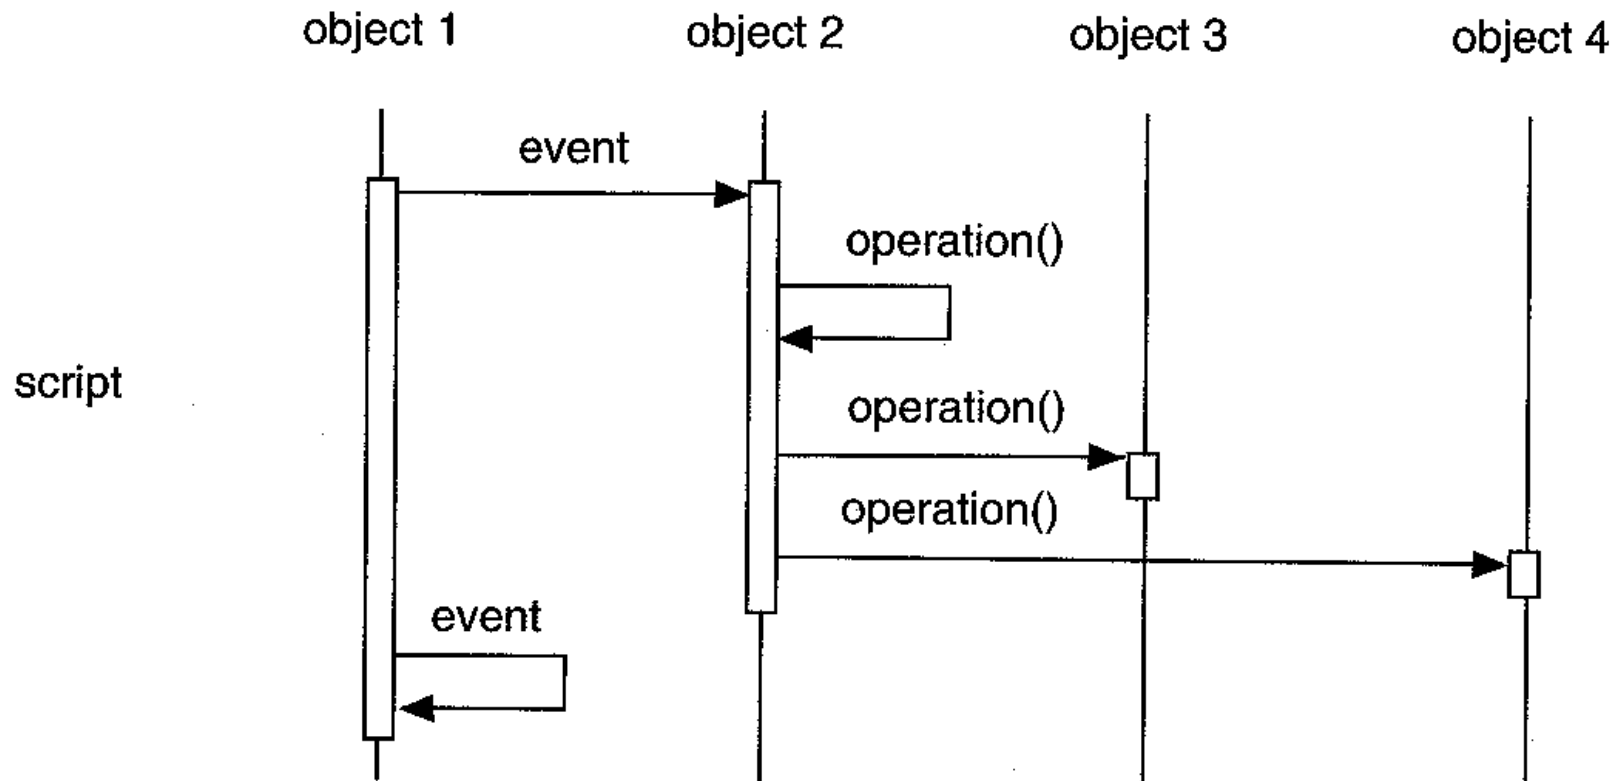 object 1
object 2
object 3
object 4
event
operation()
script
operation()
operation()
event